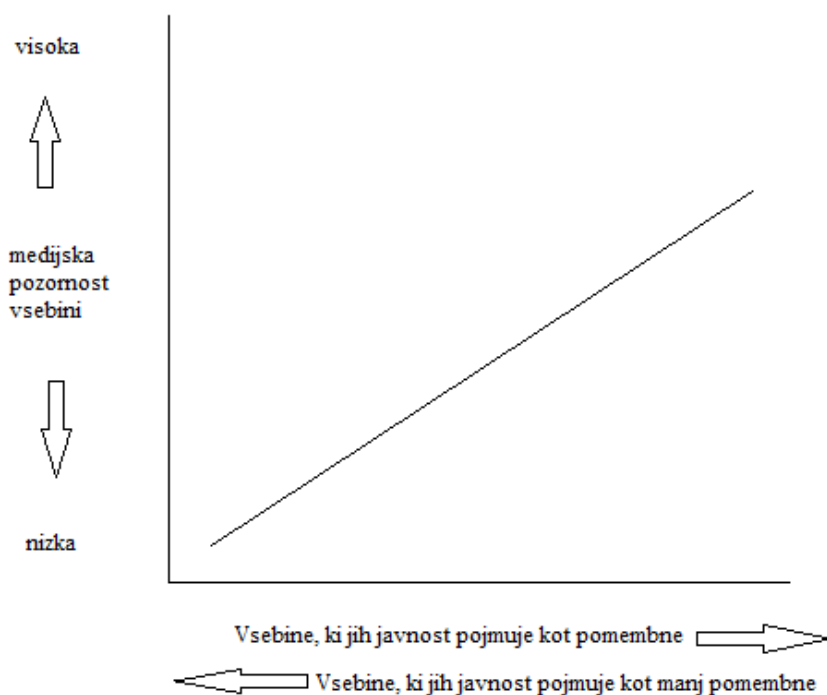 visoka
medijska
pozornost
vsebini
nizka
Vsebine, ki jih javnost pojmuje kot pomembne
Vsebine, ki jih javnost pojmuje kot manj pomembne